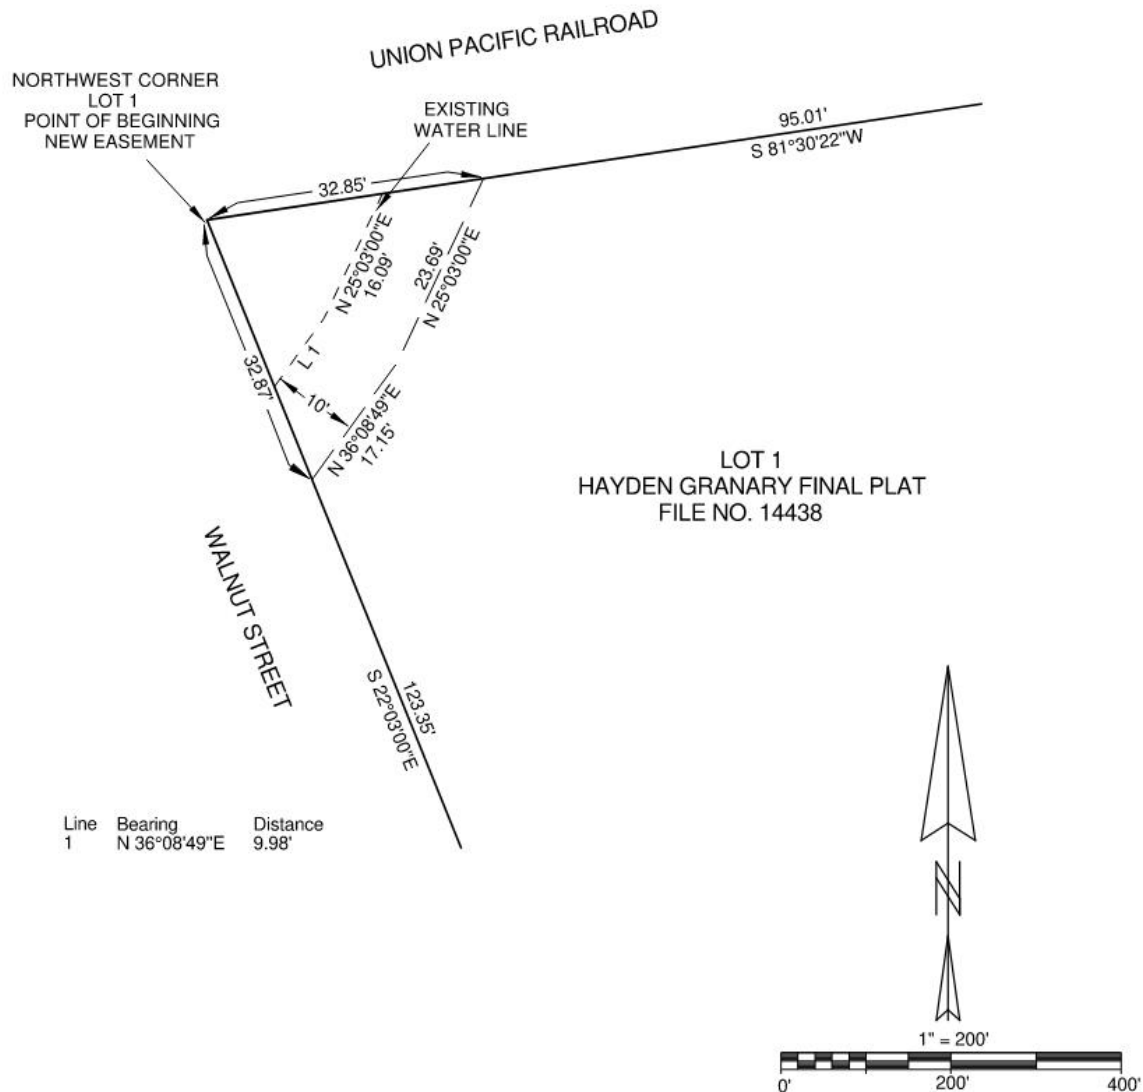 UNION PACIFIC RAILROAD
NORTHWEST CORNER
LOT 1
POINT OF BEGINNING
NEW EASEMENT
EXISTING
WATER LINE
95.01'
S 81°30'22"W
32.85'
N 25°03'00"E
16.09'
23.69'
N 25°03'00"E
L 1
32.87'
10'
N 36°08'49"E
17.15'
LOT 1
HAYDEN GRANARY FINAL PLAT
FILE NO. 14438
WALNUT STREET
123.35'
S 22°03'00"E
Line Bearing Distance
1 N 36°08'49"E 9.98'
N
1" = 200'
0' 200' 400'